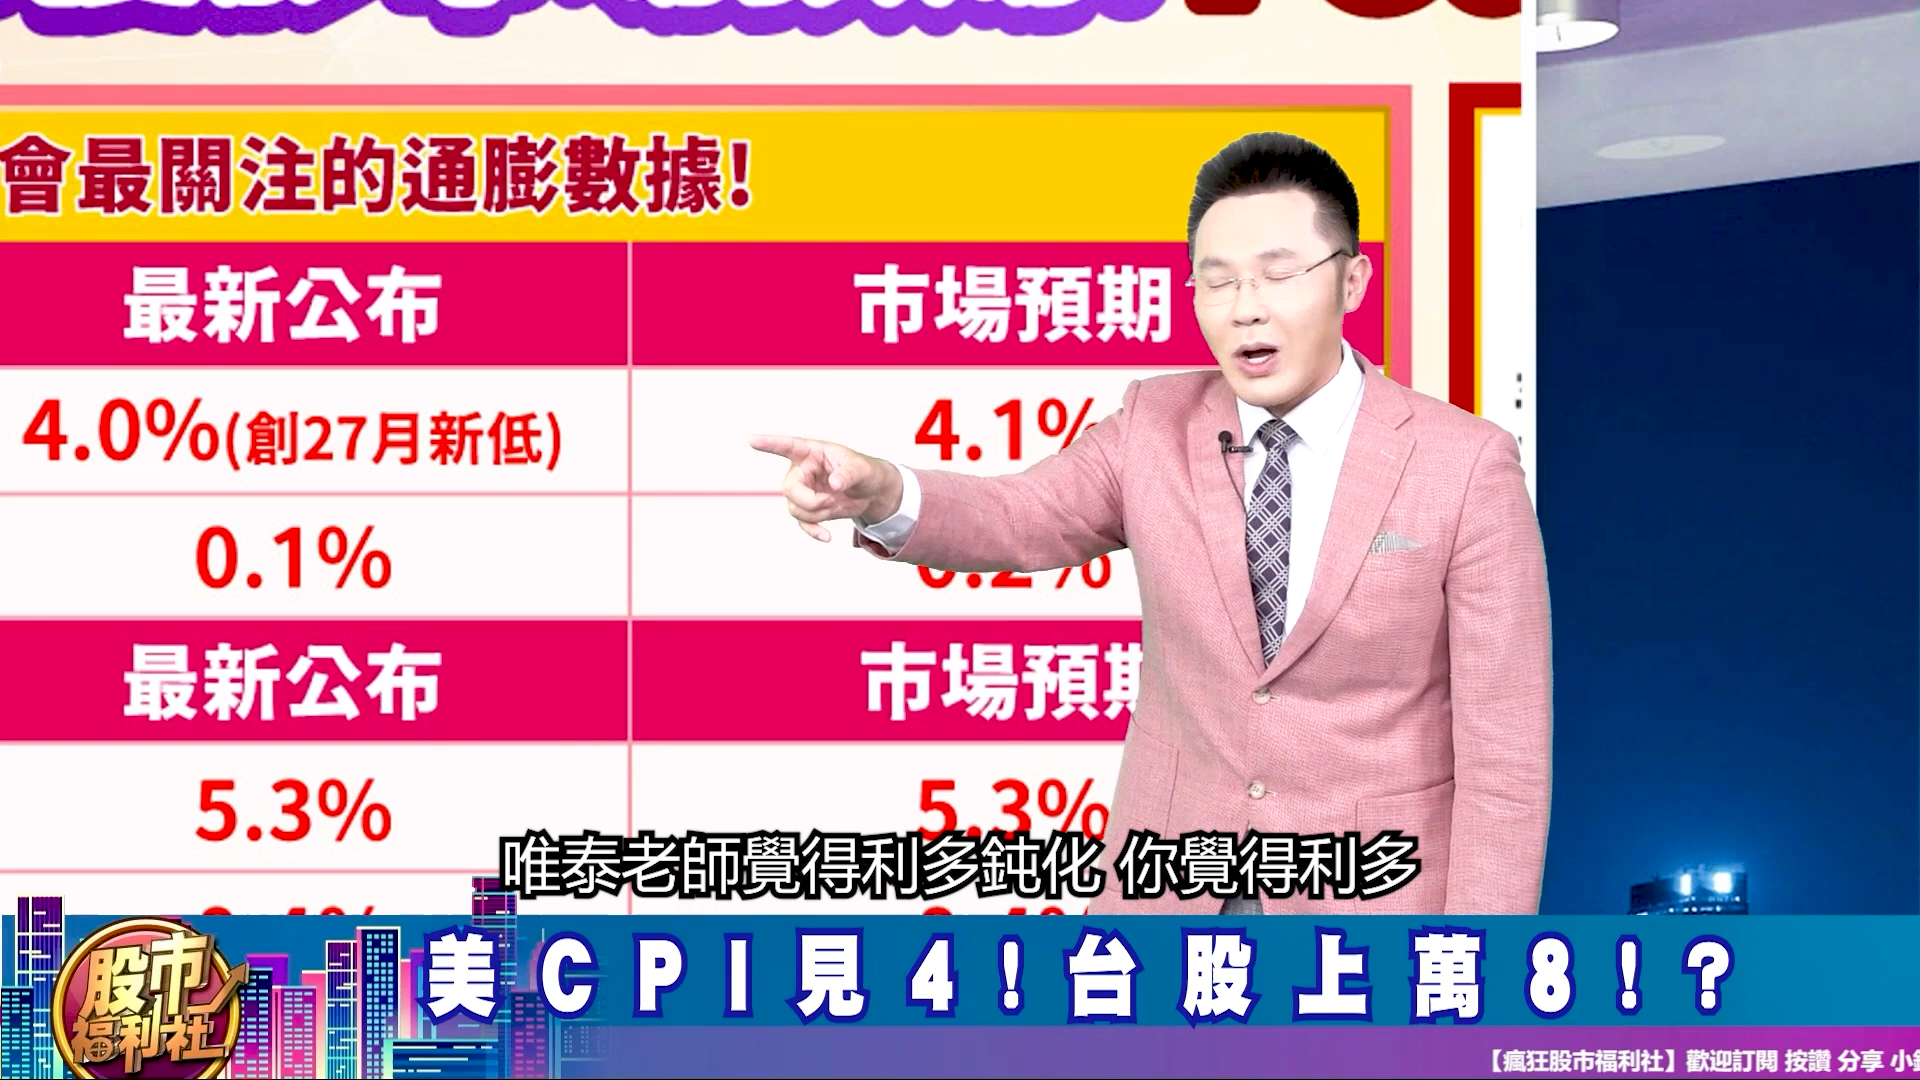 會最關注的通膨數據!
最新公布 市場預期
4.0%(創27月新低) 4.1%
0.1% 0.2%
最新公布 市場預期
5.3% 5.3%
唯泰老師覺得利多鈍化 你覺得利多
股市福利社
美CPI見4!台股上萬8!?
【瘋狂股市福利社】歡迎訂閱 按讚 分享 小